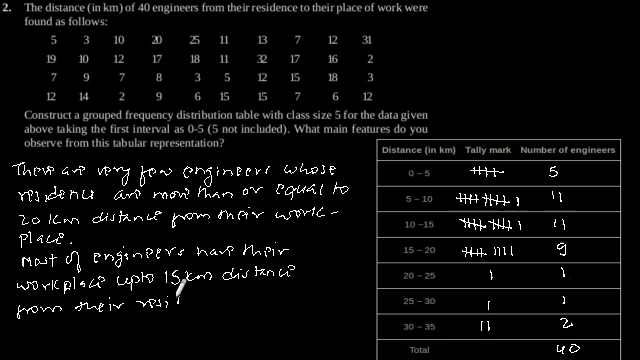 2. The distance (in km) of 40 engineers from their residence to their place of work were
found as follows:
5 3 10 20 25 11 13 7 12 31
19 10 12 17 18 11 32 17 16 2
7 9 7 8 3 5 12 15 18 3
12 14 2 9 6 15 15 7 6 12
Construct a grouped frequency distribution table with class size 5 for the data given
above taking the first interval as 0-5 (5 not included). What main features do you
observe from this tabular representation?
There are very few engineers whose
residence are more than or equal to
20 km distance from their work-
place.
Most of engineers have their
workplace upto 15 km distance
from their resi
Distance (in km) Tally mark Number of engineers
0 – 5 5
5 – 10 11
10 –15 11
15 – 20 9
20 – 25 1
25 – 30 1
30 – 35 2
Total 40